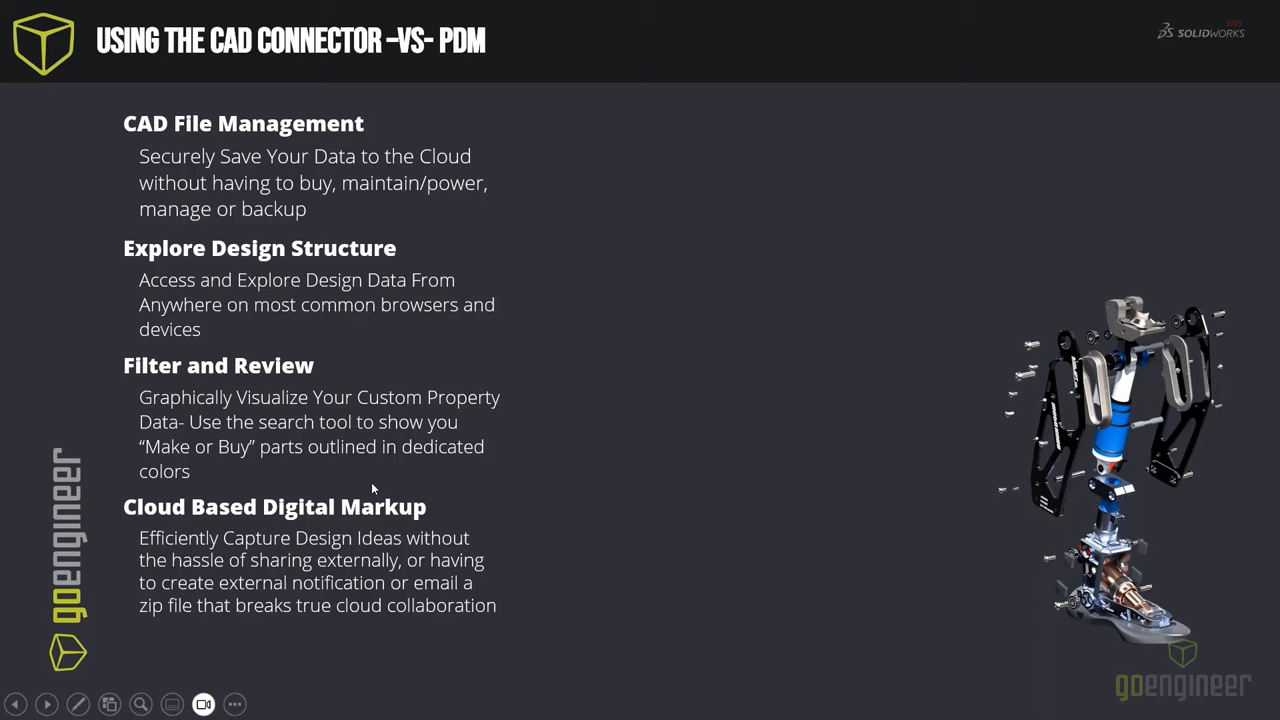 USING THE CAD CONNECTOR –VS- PDM
2021
SOLIDWORKS
CAD File Management
Securely Save Your Data to the Cloud
without having to buy, maintain/power,
manage or backup
Explore Design Structure
Access and Explore Design Data From
Anywhere on most common browsers and
devices
Filter and Review
Graphically Visualize Your Custom Property
Data- Use the search tool to show you
“Make or Buy” parts outlined in dedicated
colors
Cloud Based Digital Markup
Efficiently Capture Design Ideas without
the hassle of sharing externally, or having
to create external notification or email a
zip file that breaks true cloud collaboration
goengineer
goengineer